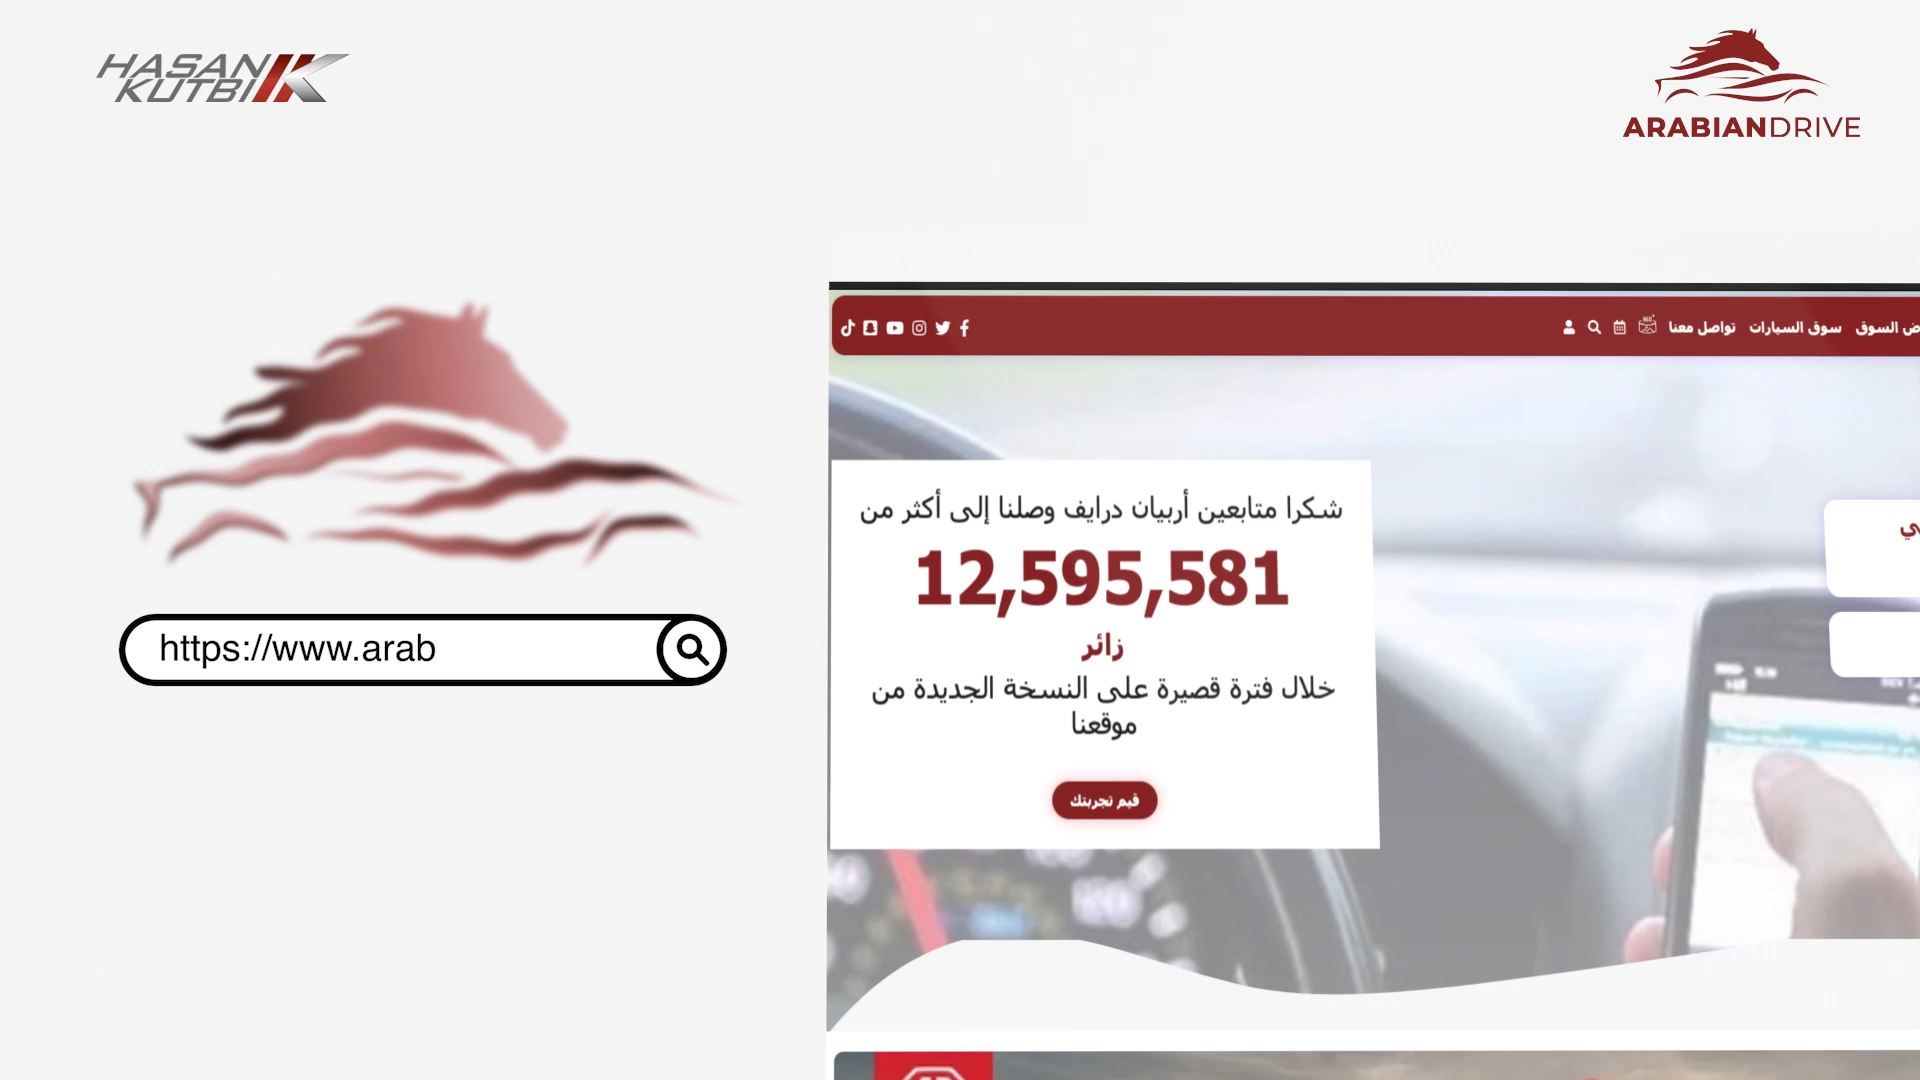 HASAN
KUTBI
ARABIANDRIVE
https://www.arab
تواصل معنا
سوق السيارات
السوق
شكرا متابعين أربيان درايف وصلنا إلى أكثر من
12,595,581
زائر
خلال فترة قصيرة على النسخة الجديدة من
موقعنا
قيم تجربتك